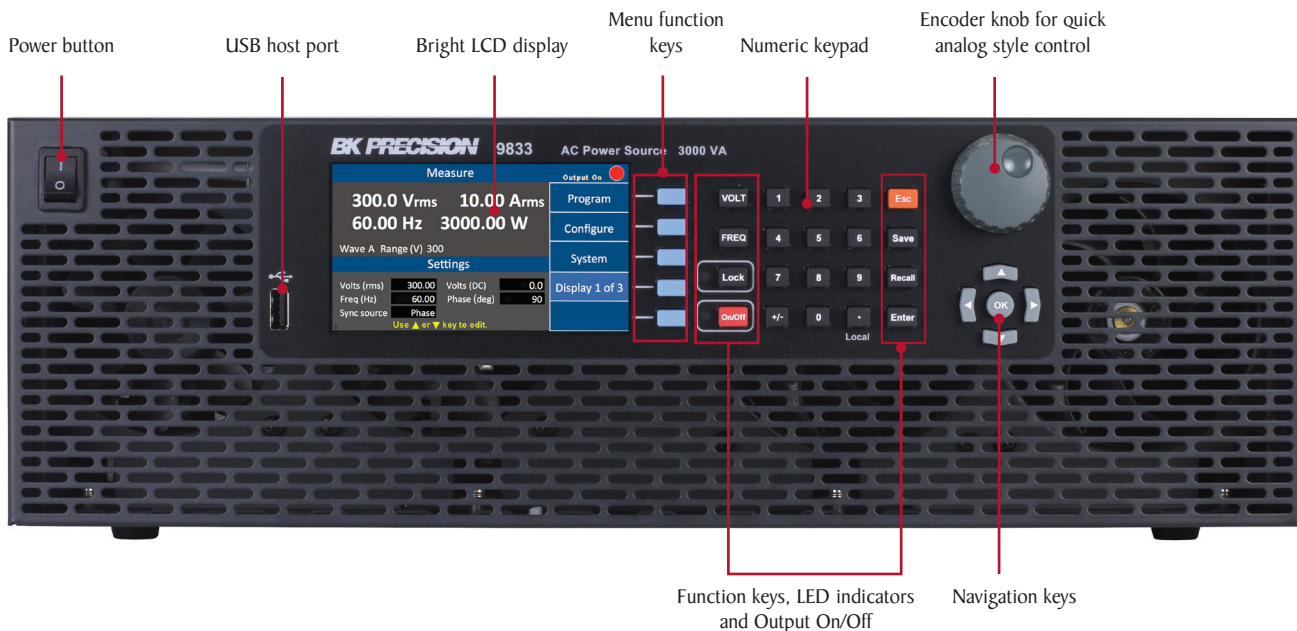 Menu function
keys
Encoder knob for quick
analog style control
Power button
USB host port
Bright LCD display
Numeric keypad
BK PRECISION 9833 AC Power Source 3000 VA
Measure
Output On
300.0 Vrms 10.00 Arms
60.00 Hz 3000.00 W
Wave A Range (V) 300
Settings
Volts (rms) 300.00 Volts (DC) 0.0
Freq (Hz) 60.00 Phase (deg) 90
Sync source Phase
Use ▲ or ▼ key to edit.
1
Program
Configure
System
Display 1 of 3
I
O
VOLT 1 2 3 Esc
FREQ 4 5 6 Save
Lock 7 8 9 Recall
On/Off +/- 0 . Enter
Local
OK
Function keys, LED indicators
and Output On/Off
Navigation keys